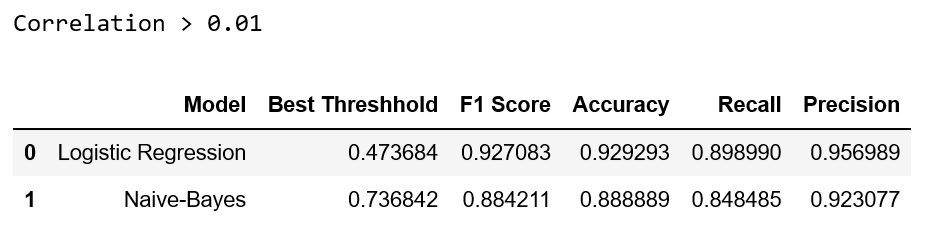 Correlation > 0.01
Model Best Threshhold F1 Score Accuracy Recall Precision
0 Logistic Regression 0.473684 0.927083 0.929293 0.898990 0.956989
1 Naive-Bayes 0.736842 0.884211 0.888889 0.848485 0.923077